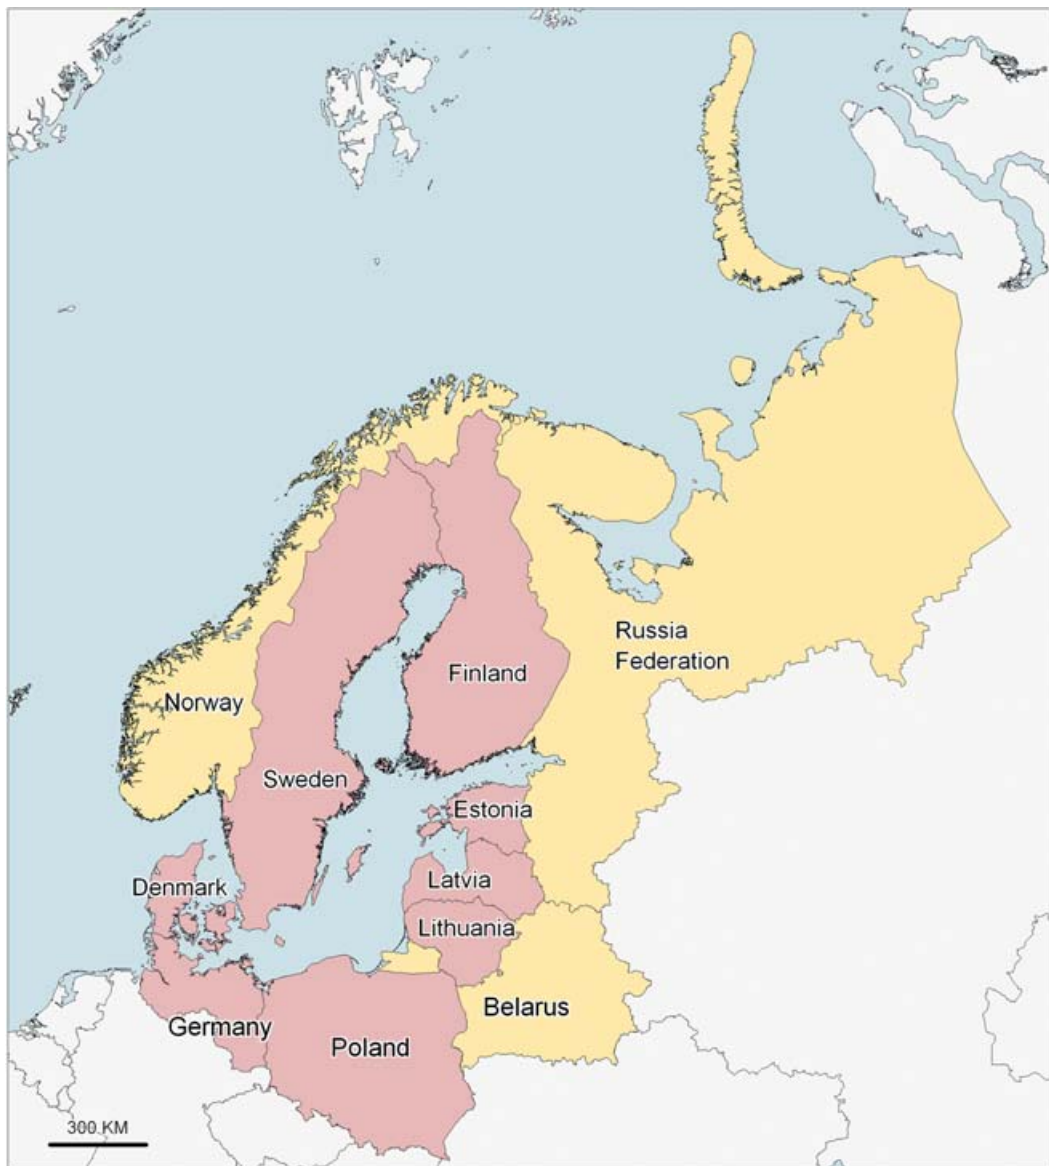 Russia
Federation
Finland
Norway
Sweden
Estonia
Denmark
Latvia
Lithuania
Belarus
Germany
Poland
300 KM